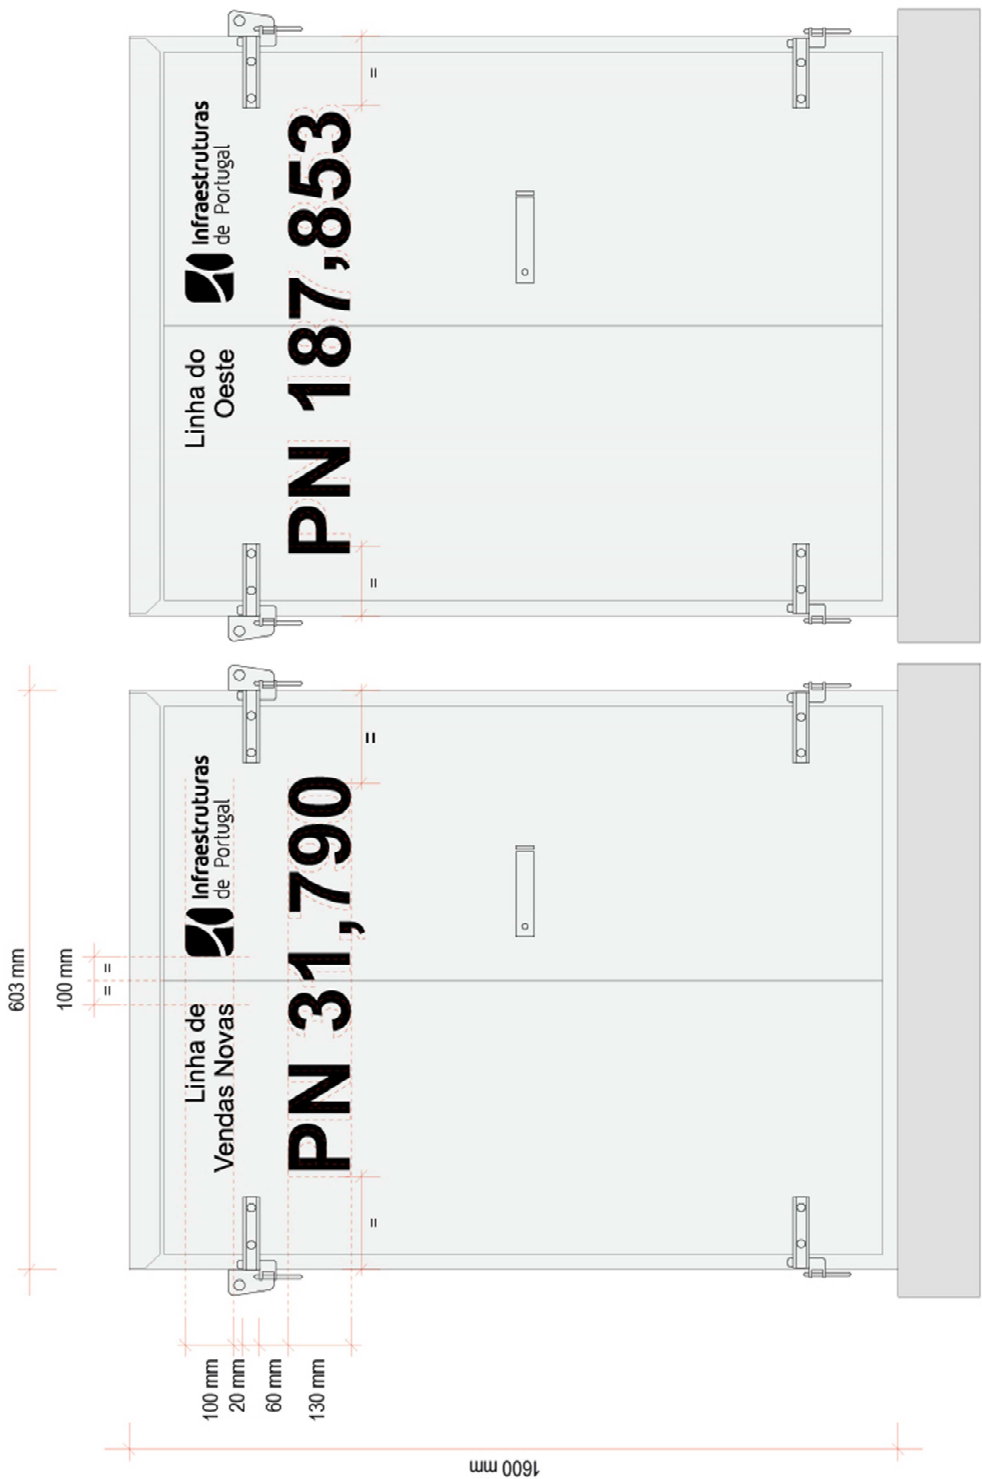 603 mm
100 mm
=
=
Linha de
Vendas Novas
Infraestruturas
de Portugal
PN 31,790
=
=
100 mm
20 mm
60 mm
130 mm
1600 mm
Linha do
Oeste
Infraestruturas
de Portugal
PN 187,853
=
=